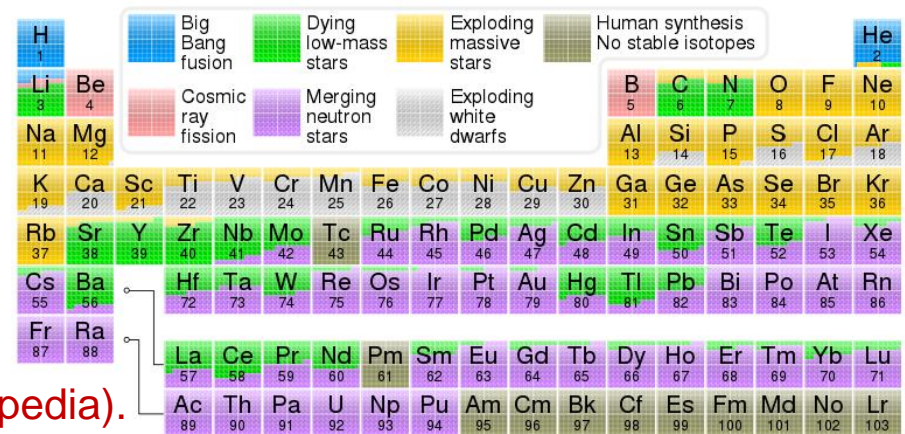 Big Bang fusion
Dying low-mass stars
Exploding massive stars
Human synthesis No stable isotopes
Cosmic ray fission
Merging neutron stars
Exploding white dwarfs
H He
1 2
Li Be B C N O F Ne
3 4 5 6 7 8 9 10
Na Mg Al Si P S Cl Ar
11 12 13 14 15 16 17 18
K Ca Sc Ti V Cr Mn Fe Co Ni Cu Zn Ga Ge As Se Br Kr
19 20 21 22 23 24 25 26 27 28 29 30 31 32 33 34 35 36
Rb Sr Y Zr Nb Mo Tc Ru Rh Pd Ag Cd In Sn Sb Te I Xe
37 38 39 40 41 42 43 44 45 46 47 48 49 50 51 52 53 54
Cs Ba Hf Ta W Re Os Ir Pt Au Hg Tl Pb Bi Po At Rn
55 56 72 73 74 75 76 77 78 79 80 81 82 83 84 85 86
Fr Ra
87 88
La Ce Pr Nd Pm Sm Eu Gd Tb Dy Ho Er Tm Yb Lu
57 58 59 60 61 62 63 64 65 66 67 68 69 70 71
Ac Th Pa U Np Pu Am Cm Bk Cf Es Fm Md No Lr
89 90 91 92 93 94 95 96 97 98 99 100 101 102 103
pedia).